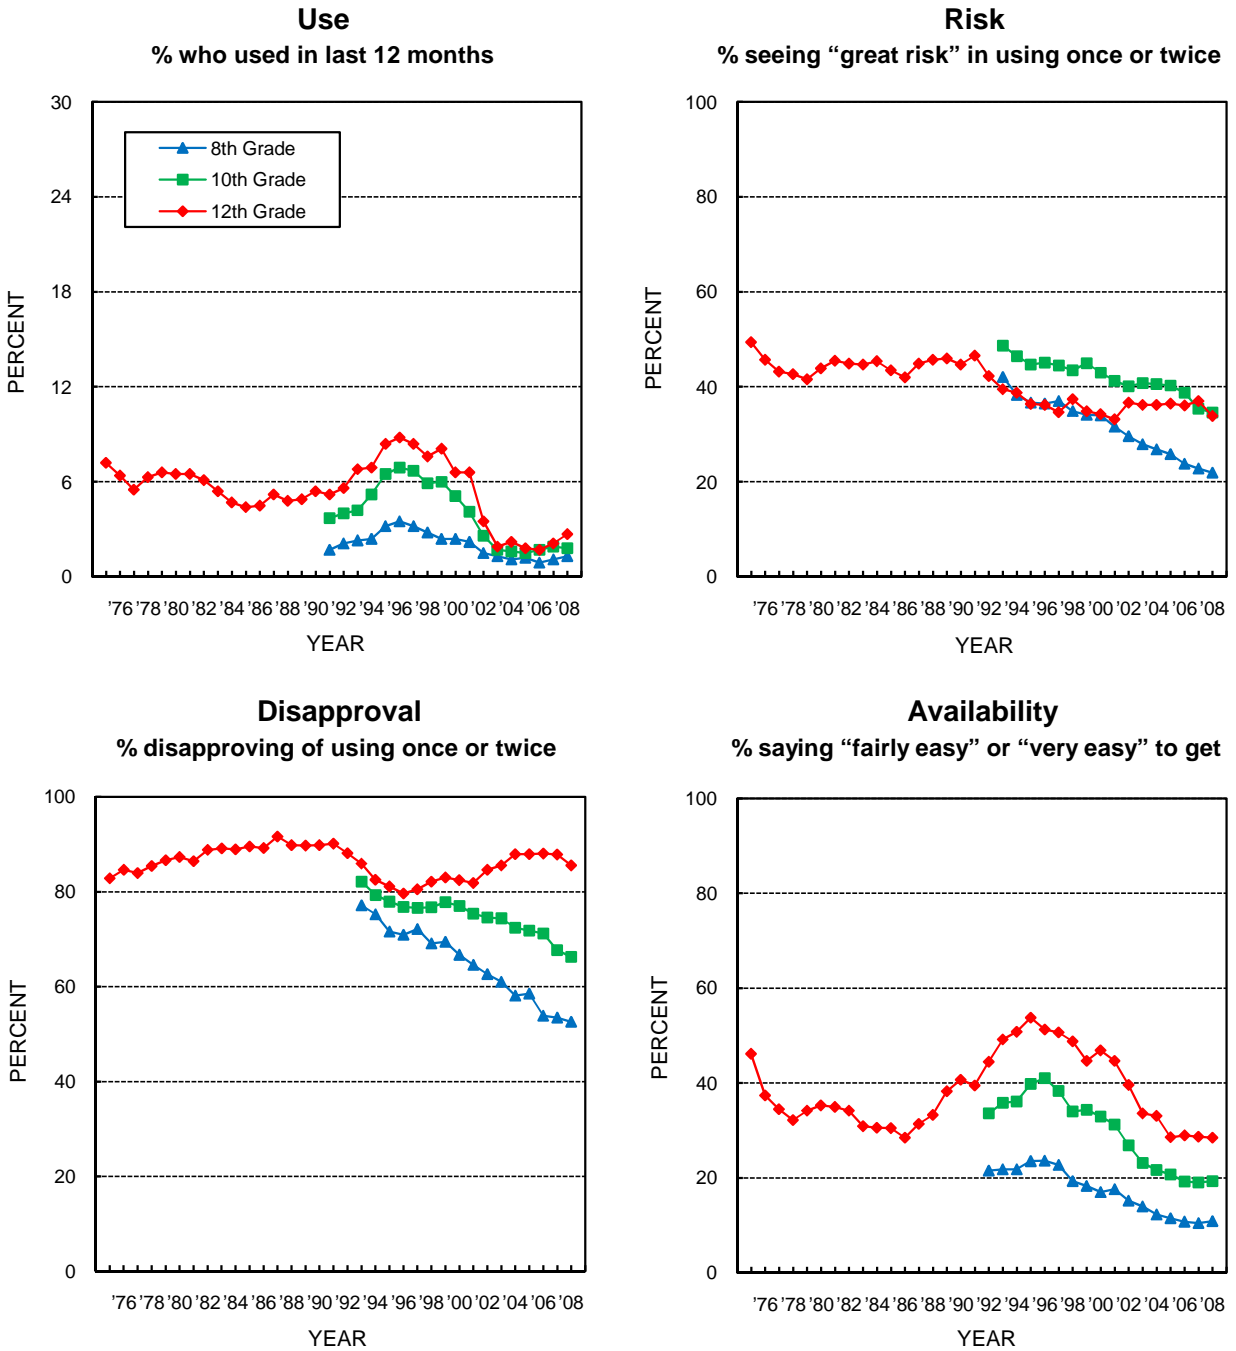 Use
% who used in last 12 months
30
24
18
12
6
0
PERCENT
8th Grade
10th Grade
12th Grade
’76 ’78 ’80 ’82 ’84 ’86 ’88 ’90 ’92 ’94 ’96 ’98 ’00 ’02 ’04 ’06 ’08
YEAR
Risk
% seeing “great risk” in using once or twice
100
80
60
40
20
0
PERCENT
’76 ’78 ’80 ’82 ’84 ’86 ’88 ’90 ’92 ’94 ’96 ’98 ’00 ’02 ’04 ’06 ’08
YEAR
Disapproval
% disapproving of using once or twice
100
80
60
40
20
0
PERCENT
’76 ’78 ’80 ’82 ’84 ’86 ’88 ’90 ’92 ’94 ’96 ’98 ’00 ’02 ’04 ’06 ’08
YEAR
Availability
% saying “fairly easy” or “very easy” to get
100
80
60
40
20
0
PERCENT
’76 ’78 ’80 ’82 ’84 ’86 ’88 ’90 ’92 ’94 ’96 ’98 ’00 ’02 ’04 ’06 ’08
YEAR